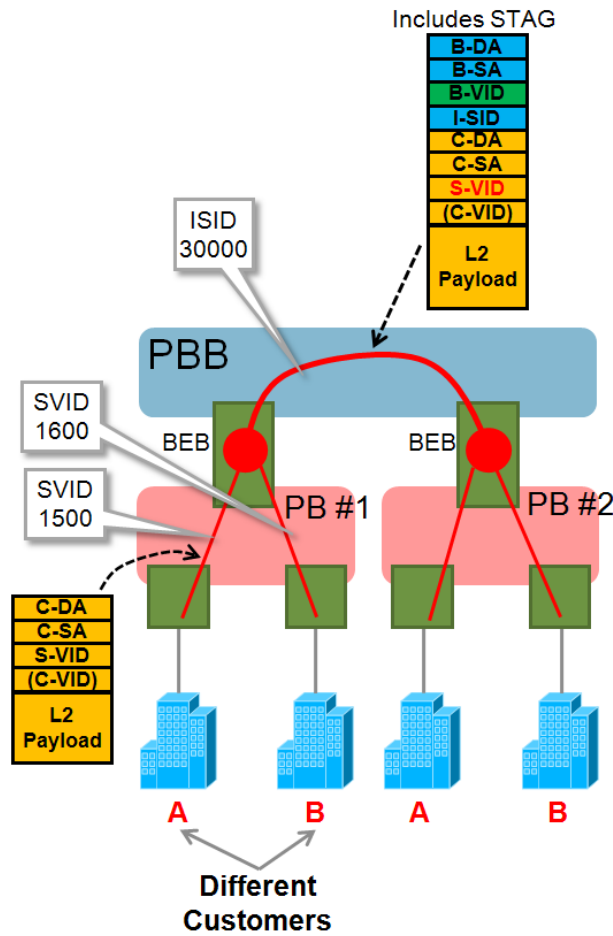 Includes STAG
B-DA
B-SA
B-VID
I-SID
C-DA
C-SA
S-VID
(C-VID)
L2
Payload
ISID
30000
PBB
SVID
1600
BEB
BEB
SVID
1500
PB #1
PB #2
C-DA
C-SA
S-VID
(C-VID)
L2
Payload
A
B
A
B
Different
Customers